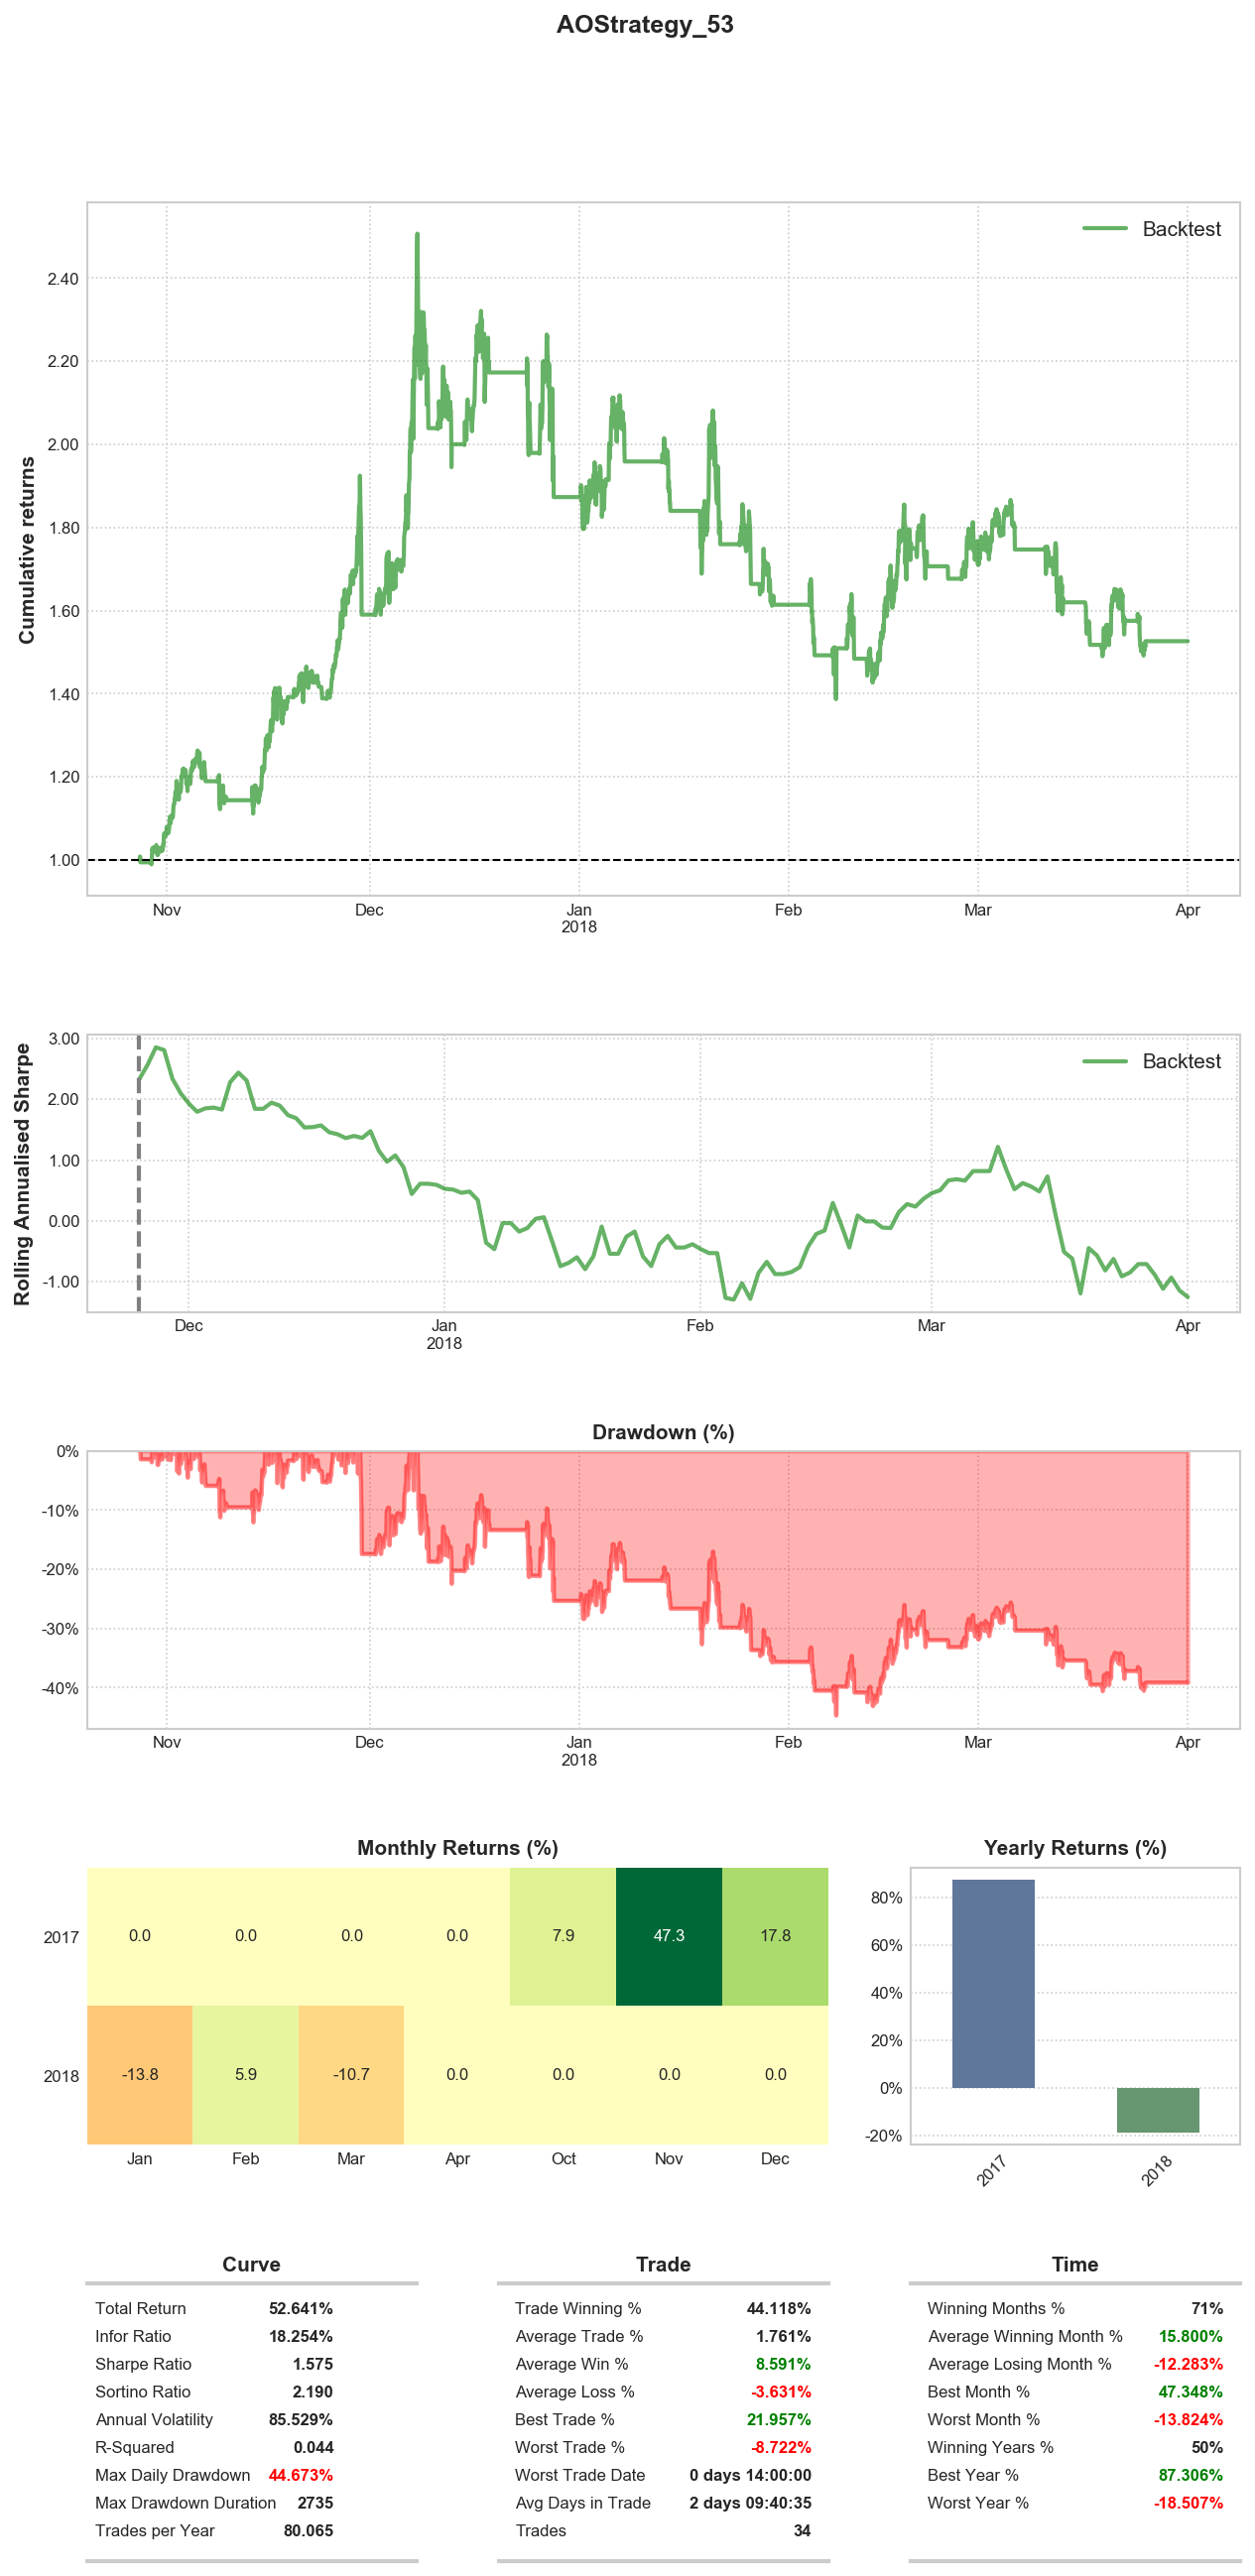 AOStrategy_53
Backtest
Cumulative returns
2.40
2.20
2.00
1.80
1.60
1.40
1.20
1.00
Nov Dec Jan Feb Mar Apr
2018
Backtest
Rolling Annualised Sharpe
3.00
2.00
1.00
0.00
-1.00
Dec Jan Feb Mar Apr
2018
Drawdown (%)
0%
-10%
-20%
-30%
-40%
Nov Dec Jan Feb Mar Apr
2018
Monthly Returns (%)
2017 0.0 0.0 0.0 0.0 7.9 47.3 17.8
2018 -13.8 5.9 -10.7 0.0 0.0 0.0 0.0
Jan Feb Mar Apr Oct Nov Dec
Yearly Returns (%)
80%
60%
40%
20%
0%
-20%
2017 2018
Curve
Total Return 52.641%
Infor Ratio 18.254%
Sharpe Ratio 1.575
Sortino Ratio 2.190
Annual Volatility 85.529%
R-Squared 0.044
Max Daily Drawdown 44.673%
Max Drawdown Duration 2735
Trades per Year 80.065
Trade
Trade Winning % 44.118%
Average Trade % 1.761%
Average Win % 8.591%
Average Loss % -3.631%
Best Trade % 21.957%
Worst Trade % -8.722%
Worst Trade Date 0 days 14:00:00
Avg Days in Trade 2 days 09:40:35
Trades 34
Time
Winning Months % 71%
Average Winning Month % 15.800%
Average Losing Month % -12.283%
Best Month % 47.348%
Worst Month % -13.824%
Winning Years % 50%
Best Year % 87.306%
Worst Year % -18.507%